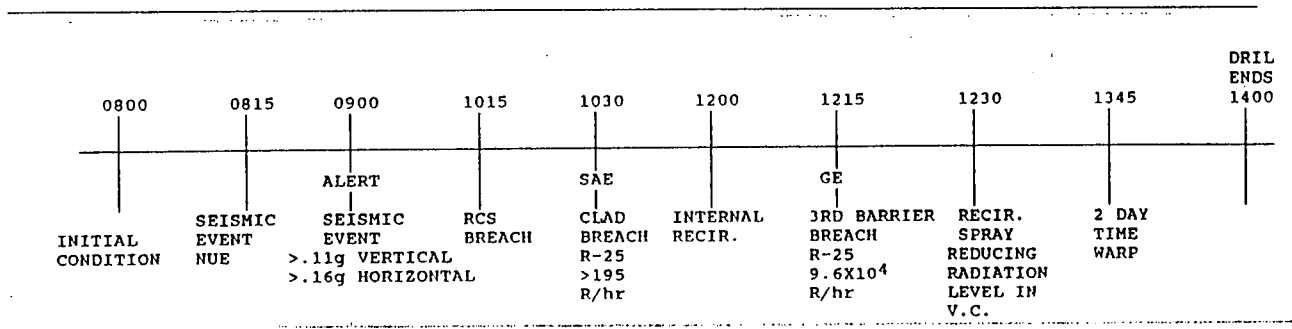 DRIL
ENDS
0800 0815 0900 1015 1030 1200 1215 1230 1345 1400
ALERT SAE GE
SEISMIC SEISMIC RCS CLAD INTERNAL 3RD BARRIER RECIR. 2 DAY
INITIAL EVENT EVENT BREACH BREACH RECIR. BREACH SPRAY TIME
CONDITION NUE >.11g VERTICAL R-25 R-25 REDUCING WARP
>.16g HORIZONTAL >195 9.6X10⁴ RADIATION
R/hr R/hr LEVEL IN
V.C.